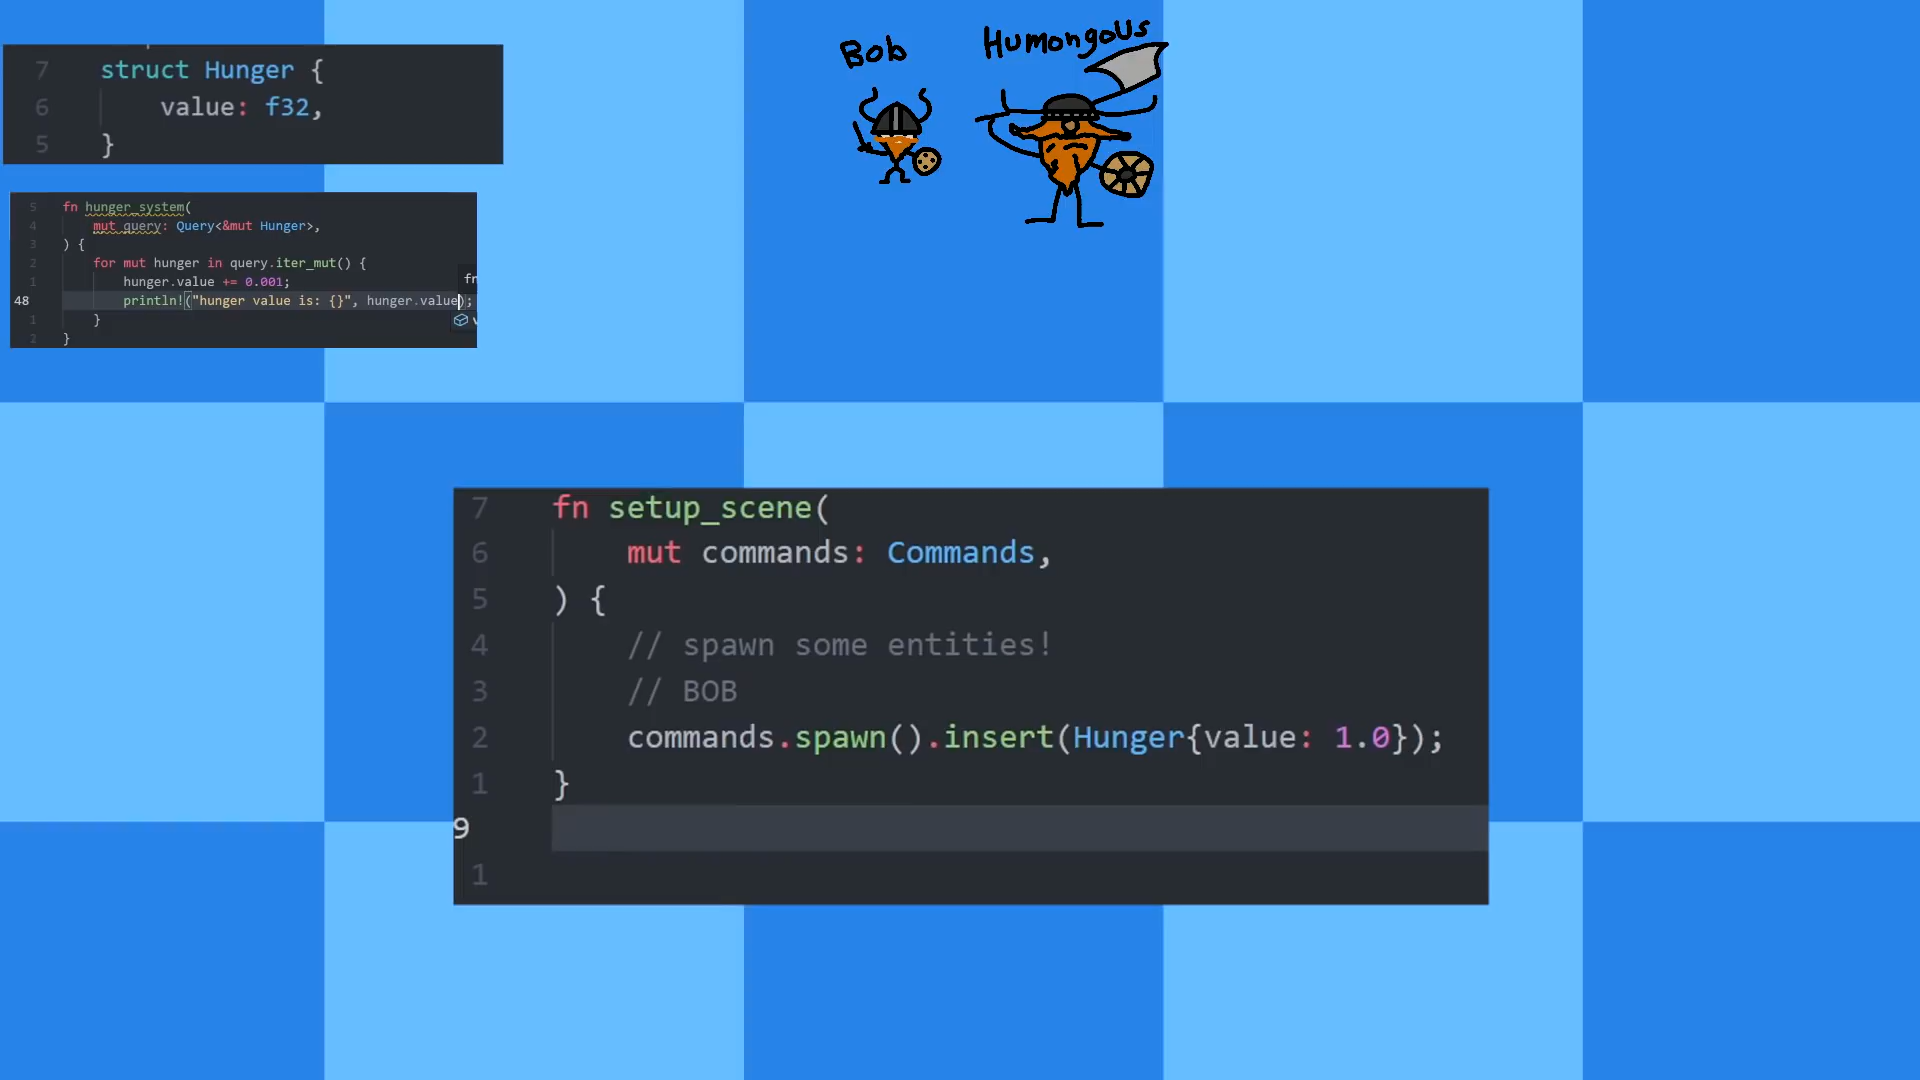 Bob
Humongous
7 struct Hunger {
6 value: f32,
5 }
5 fn hunger_system(
4 mut query: Query<&mut Hunger>,
3 ) {
2 for mut hunger in query.iter_mut() {
1 hunger.value += 0.001;
48 println!("hunger value is: {}", hunger.value);
1 }
2 }
fn
v
7 fn setup_scene(
6 mut commands: Commands,
5 ) {
4 // spawn some entities!
3 // BOB
2 commands.spawn().insert(Hunger{value: 1.0});
1 }
9
1